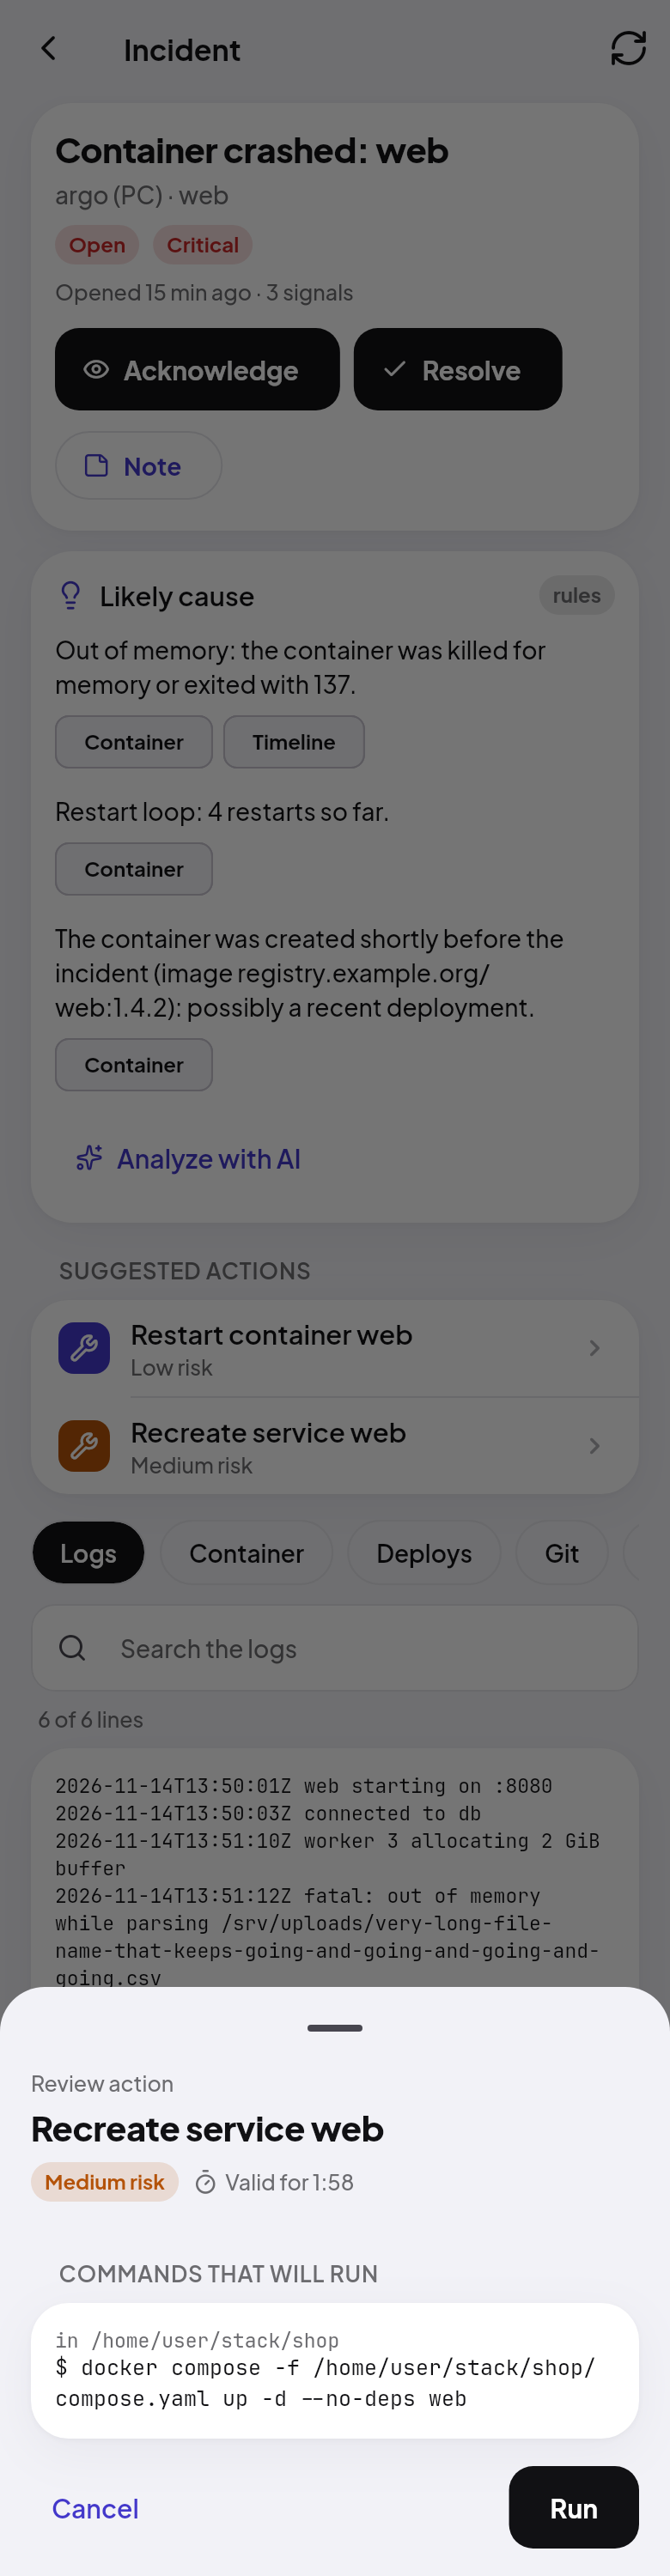 Incident
Container crashed: web
argo (PC) · web
Open Critical
Opened 15 min ago · 3 signals
Acknowledge Resolve
Note
Likely cause rules
Out of memory: the container was killed for
memory or exited with 137.
Container Timeline
Restart loop: 4 restarts so far.
Container
The container was created shortly before the
incident (image registry.example.org/
web:1.4.2): possibly a recent deployment.
Container
Analyze with AI
SUGGESTED ACTIONS
Restart container web
Low risk
Recreate service web
Medium risk
Logs Container Deploys Git
Search the logs
6 of 6 lines
2026-11-14T13:50:01Z web starting on :8080
2026-11-14T13:50:03Z connected to db
2026-11-14T13:51:10Z worker 3 allocating 2 GiB
buffer
2026-11-14T13:51:12Z fatal: out of memory
while parsing /srv/uploads/very-long-file-
name-that-keeps-going-and-going-and-going-and-
going.csv
Review action
Recreate service web
Medium risk Valid for 1:58
COMMANDS THAT WILL RUN
in /home/user/stack/shop
$ docker compose -f /home/user/stack/shop/
compose.yaml up -d --no-deps web
Cancel Run